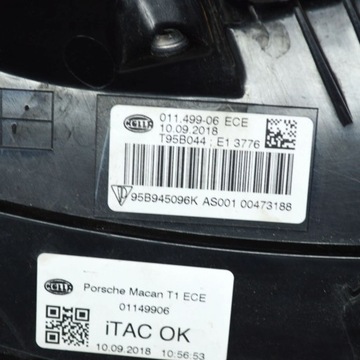 HELLA
011.499-06 ECE
10.09.2018
T95B044 ; E1 3776
95B945096K AS001 00473188
HELLA
Porsche Macan T1 ECE
01149906
iTAC OK
10.09.2018 10:56:53